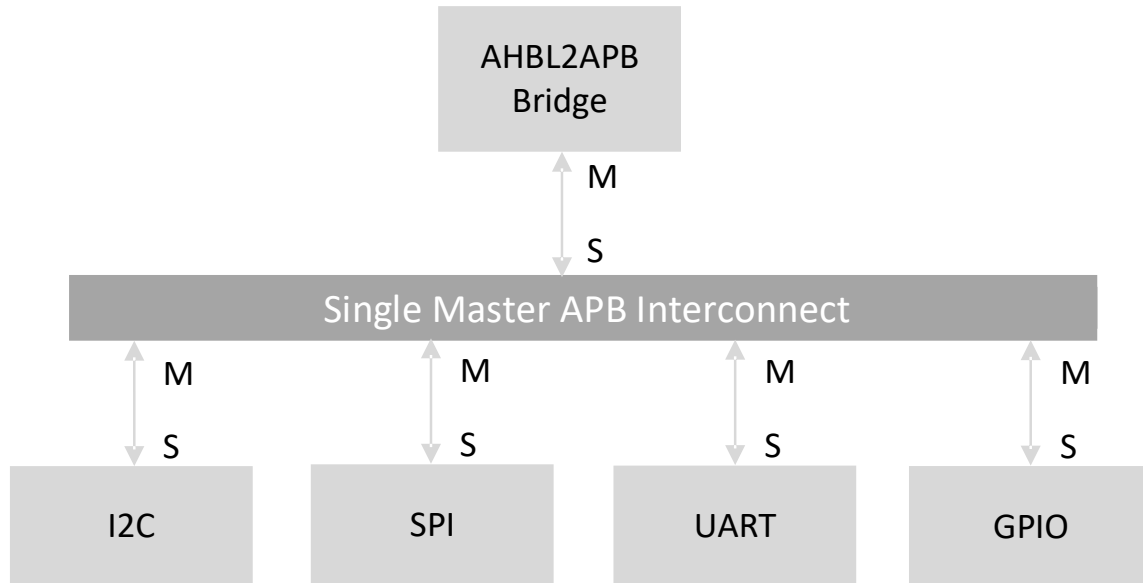 AHBL2APB
Bridge
M
S
Single Master APB Interconnect
M
M
M
M
S
S
S
S
I2C
SPI
UART
GPIO